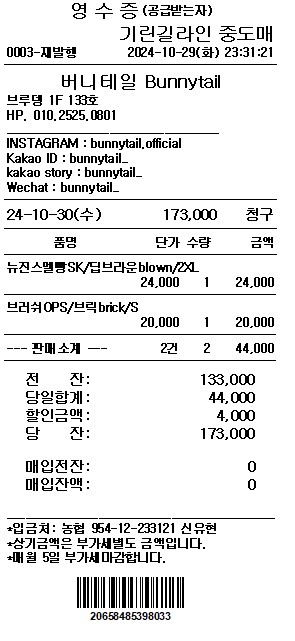 영 수 증 (공급받는자)
기린길라인 중도매
0003-재발행 2024-10-29(화) 23:31:21
버니테일 Bunnytail
브루뎅 1F 133호
HP. 010.2525.0801
INSTAGRAM : bunnytail.official
Kakao ID : bunnytail_
kakao story : bunnytail_
Wechat : bunnytail_
24-10-30(수) 173,000 청구
품명 단가 수량 금액
뉴진스멜빵SK/딥브라운blown/2XL
24,000 1 24,000
브러쉬OPS/브릭brick/S
20,000 1 20,000
--- 판매소계 --- 2건 2 44,000
전 잔: 133,000
당일합계: 44,000
할인금액: 4,000
당 잔: 173,000
매입전잔: 0
매입잔액: 0
*입금처: 농협 954-12-233121 신유현
*상기금액은 부가세별도 금액입니다.
*매월 5일 부가세마감합니다.
20658485398033